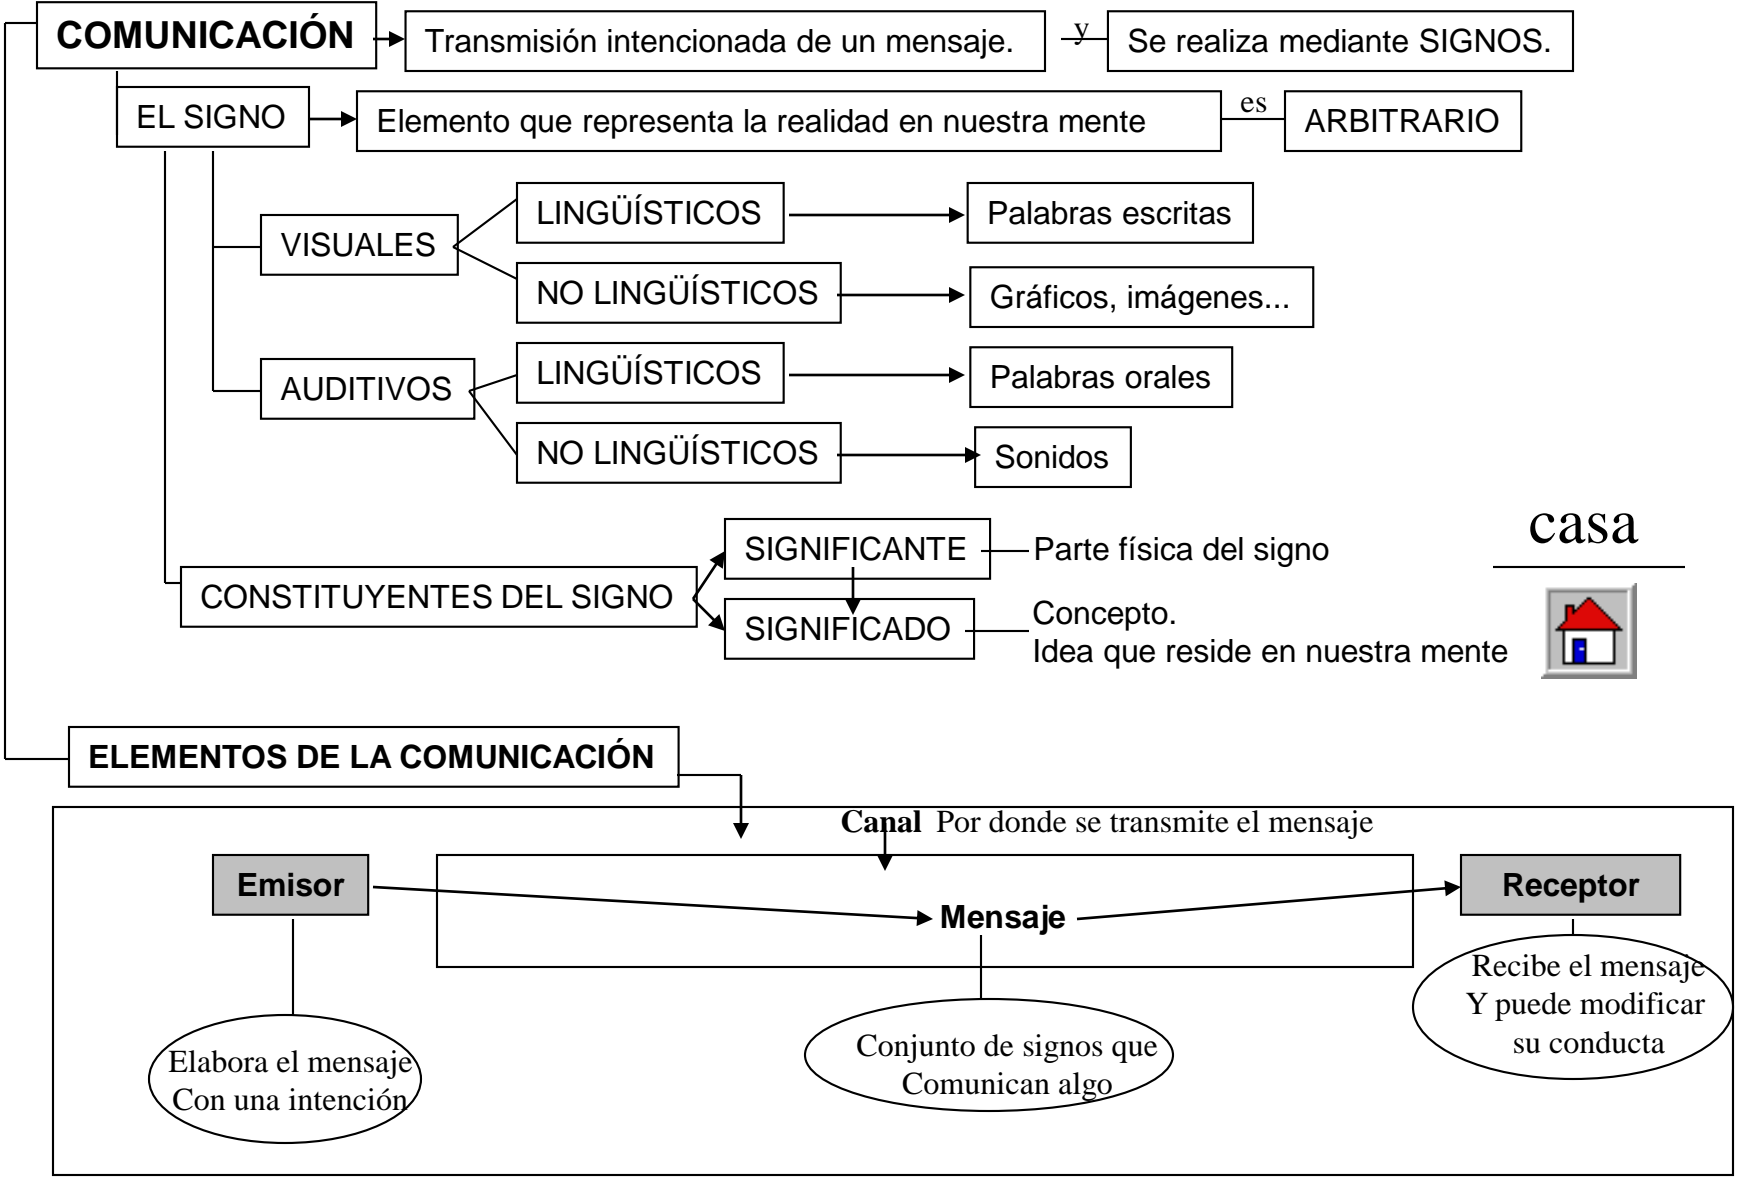 COMUNICACIÓN
Transmisión intencionada de un mensaje.
y
Se realiza mediante SIGNOS.
EL SIGNO
Elemento que representa la realidad en nuestra mente
es
ARBITRARIO
VISUALES
LINGÜÍSTICOS
Palabras escritas
NO LINGÜÍSTICOS
Gráficos, imágenes...
AUDITIVOS
LINGÜÍSTICOS
Palabras orales
NO LINGÜÍSTICOS
Sonidos
CONSTITUYENTES DEL SIGNO
SIGNIFICANTE
Parte física del signo
SIGNIFICADO
Concepto.
Idea que reside en nuestra mente
casa
ELEMENTOS DE LA COMUNICACIÓN
Canal Por donde se transmite el mensaje
Emisor
Mensaje
Receptor
Elabora el mensaje
Con una intención
Conjunto de signos que
Comunican algo
Recibe el mensaje
Y puede modificar
su conducta